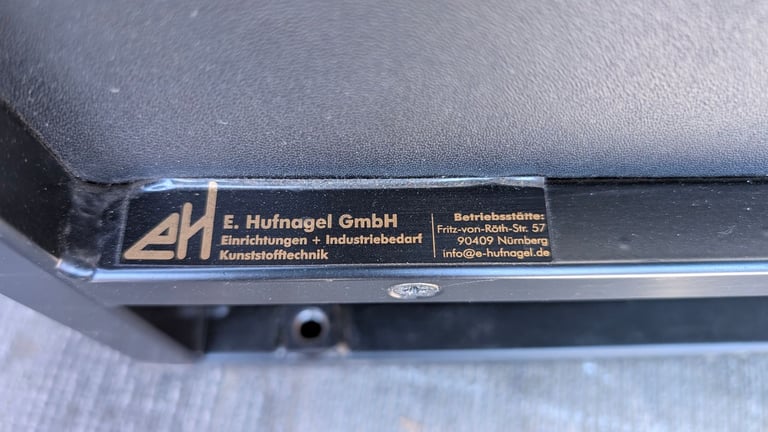 eH
E. Hufnagel GmbH
Einrichtungen + Industriebedarf
Kunststofftechnik
Betriebsstätte:
Fritz-von-Röth-Str. 57
90409 Nürnberg
info@e-hufnagel.de